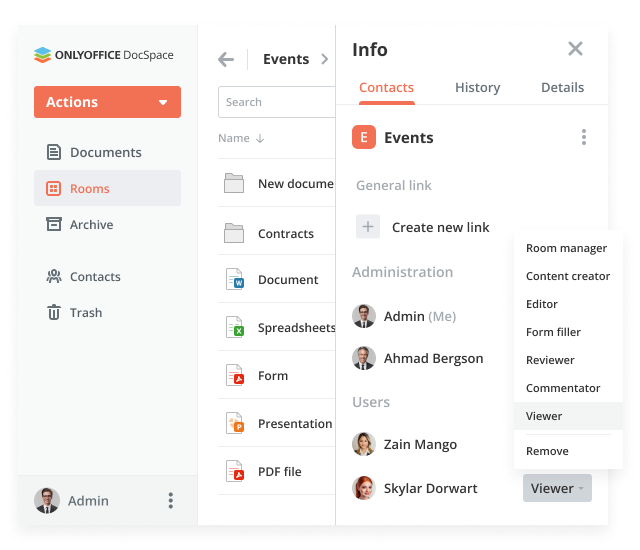 ONLYOFFICE DocSpace
Actions
Documents
Rooms
Archive
Contacts
Trash
Admin
Events
Search
Name
New docume
Contracts
Document
Spreadsheets
Form
Presentation
PDF file
Info
Contacts History Details
E Events
General link
Create new link
Administration
Admin (Me)
Ahmad Bergson
Users
Zain Mango
Skylar Dorwart
Viewer
Room manager
Content creator
Editor
Form filler
Reviewer
Commentator
Viewer
Remove